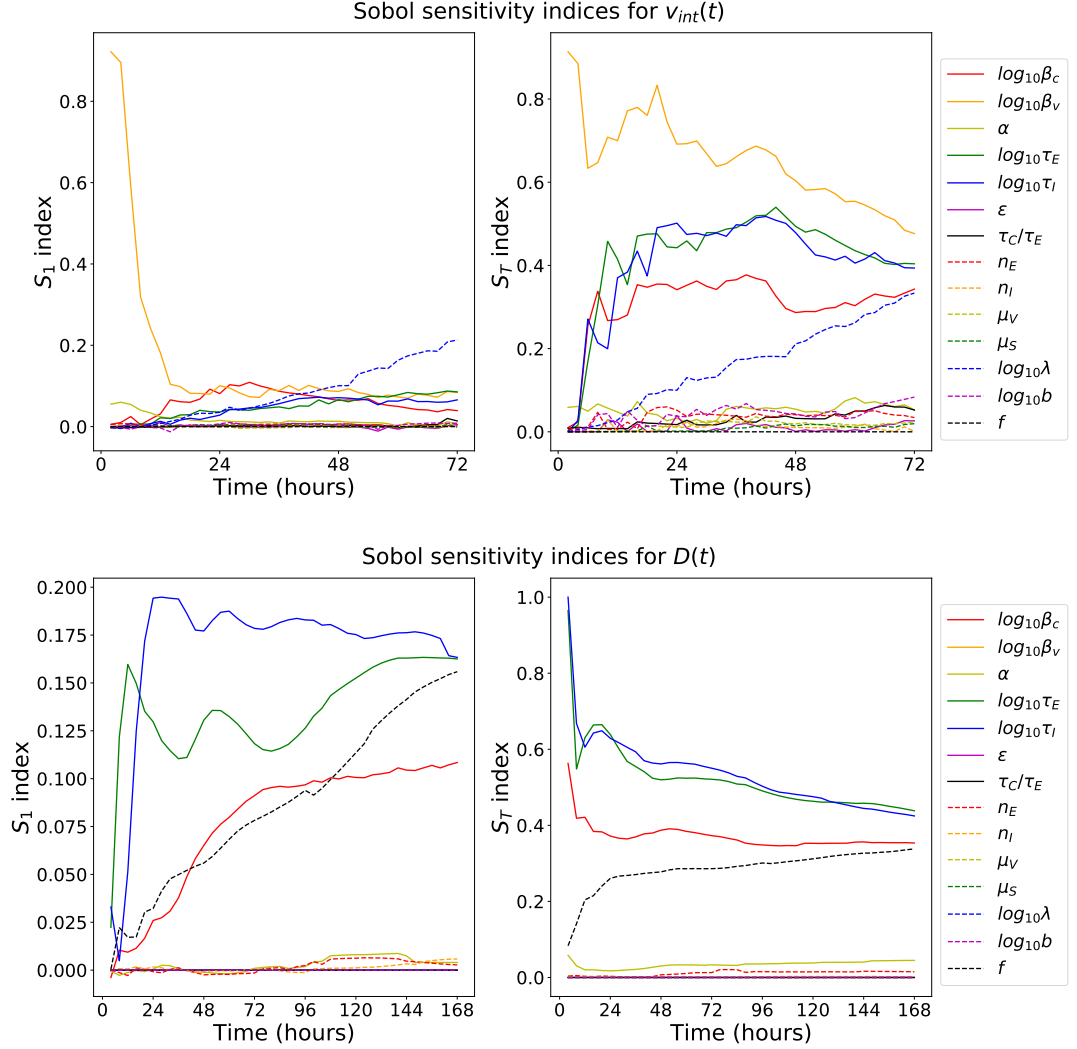 Sobol sensitivity indices for v_int(t)
0.8
0.6
0.4
0.2
0.0
S_1 index
0
24
48
72
Time (hours)
0.8
0.6
0.4
0.2
0.0
S_T index
0
24
48
72
Time (hours)
log_10β_c
log_10β_v
α
log_10τ_E
log_10τ_I
ε
τ_C/τ_E
n_E
n_I
μ_V
μ_S
log_10λ
log_10b
f
Sobol sensitivity indices for D(t)
0.200
0.175
0.150
0.125
0.100
0.075
0.050
0.025
0.000
S_1 index
0
24
48
72
96
120
144
168
Time (hours)
1.0
0.8
0.6
0.4
0.2
0.0
S_T index
0
24
48
72
96
120
144
168
Time (hours)
log_10β_c
log_10β_v
α
log_10τ_E
log_10τ_I
ε
τ_C/τ_E
n_E
n_I
μ_V
μ_S
log_10λ
log_10b
f